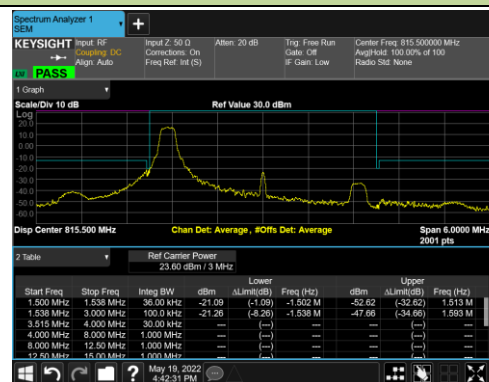 Spectrum Analyzer 1
SEM
+
KEYSIGHT Input: RF Input Z: 50 Ω Atten: 20 dB Trig: Free Run Center Freq: 815.500000 MHz
Coupling: DC Corrections: On Gate: Off Avg|Hold: 100.00% of 100
Align: Auto Freq Ref: Int (S) IF Gain: Low Radio Std: None
PASS
1 Graph
Scale/Div 10 dB Ref Value 30.0 dBm
Log
20.0
10.0
0.00
-10.0
-20.0
-30.0
-40.0
-50.0
-60.0
Disp Center 815.500 MHz Chan Det: Average, #Offs Det: Average Span 6.0000 MHz
2001 pts
2 Table Ref Carrier Power
23.60 dBm / 3 MHz
Lower Upper
Start Freq Stop Freq Integ BW dBm ΔLimit(dB) Freq (Hz) dBm ΔLimit(dB) Freq (Hz)
1.500 MHz 1.538 MHz 36.00 kHz -21.09 (-1.09) -1.502 M -52.62 (-32.62) 1.513 M
1.538 MHz 3.000 MHz 100.0 kHz -21.26 (-8.26) -1.538 M -47.66 (-34.66) 1.593 M
3.515 MHz 4.000 MHz 30.00 kHz --- (---) --- --- (---) ---
4.000 MHz 8.000 MHz 1.000 MHz --- (---) --- --- (---) ---
8.000 MHz 12.50 MHz 1.000 MHz --- (---) --- --- (---) ---
12.50 MHz 15.00 MHz 1.000 MHz --- (---) --- --- (---) ---
? May 19, 2022
4:42:31 PM